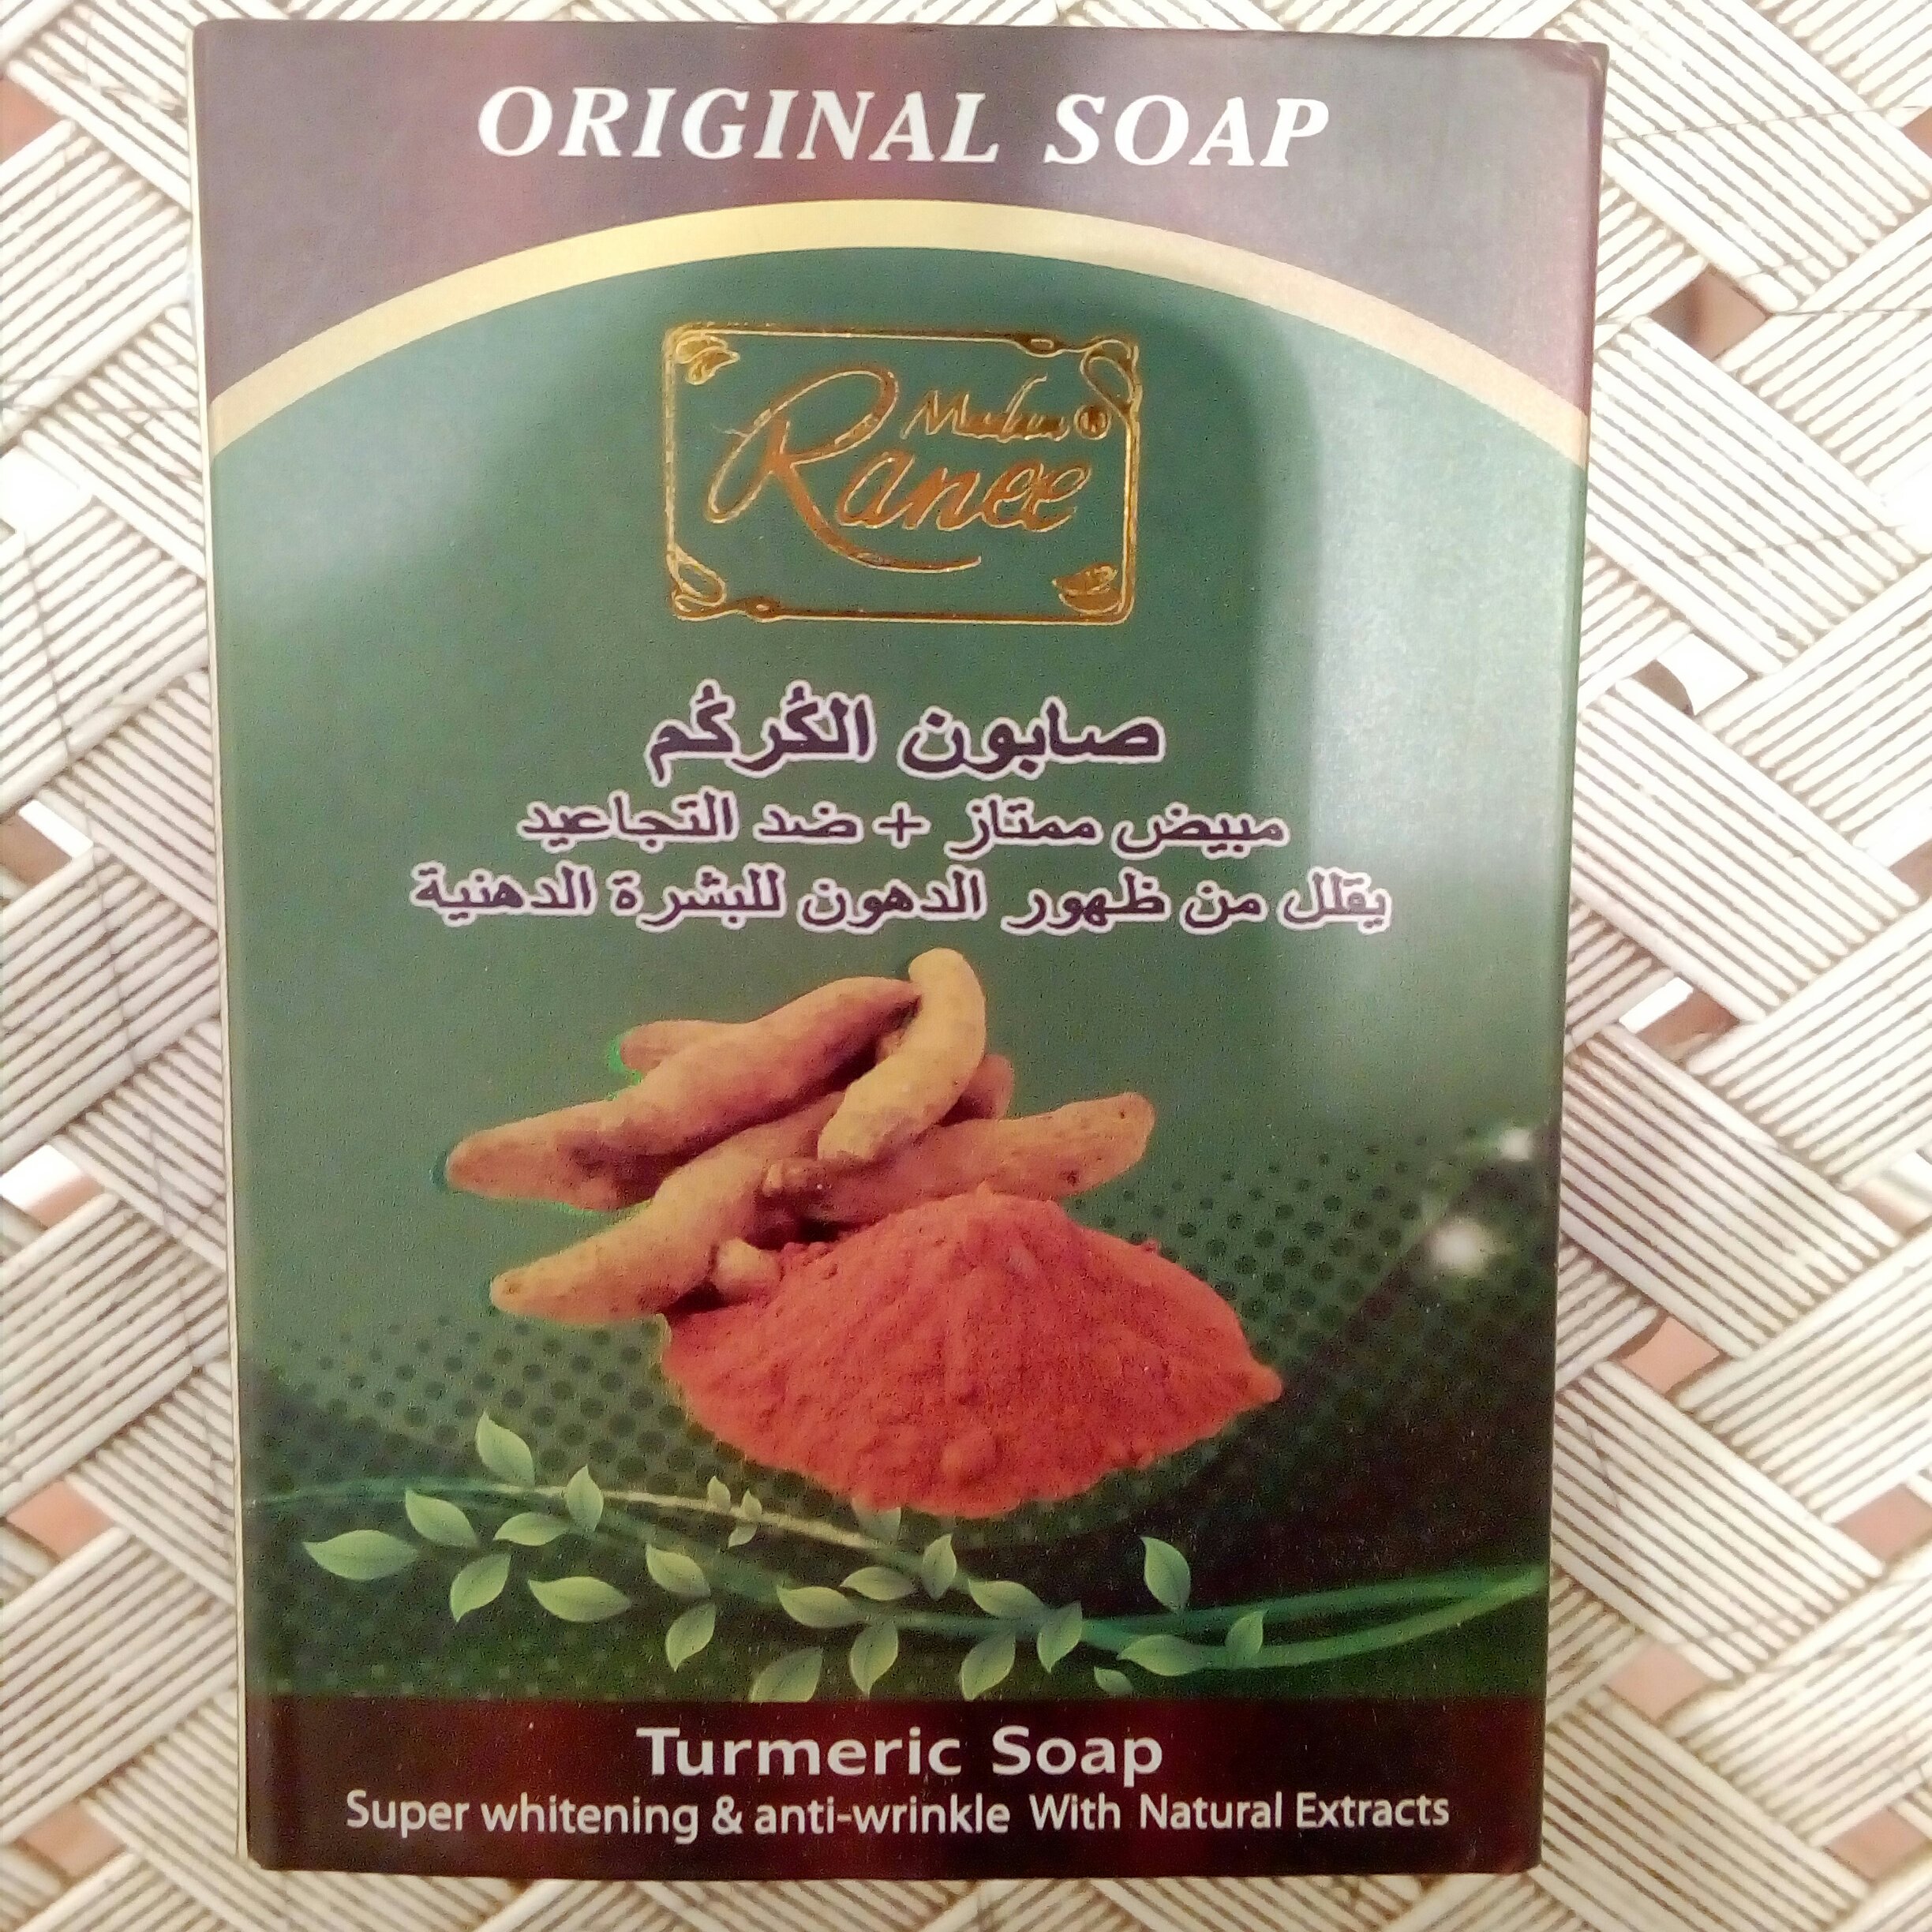 ORIGINAL SOAP
Madam
Ranee
صابون الكُركُم
مبيض ممتاز + ضد التجاعيد
يقلل من ظهور الدهون للبشرة الدهنية
Turmeric Soap
Super whitening & anti-wrinkle With Natural Extracts